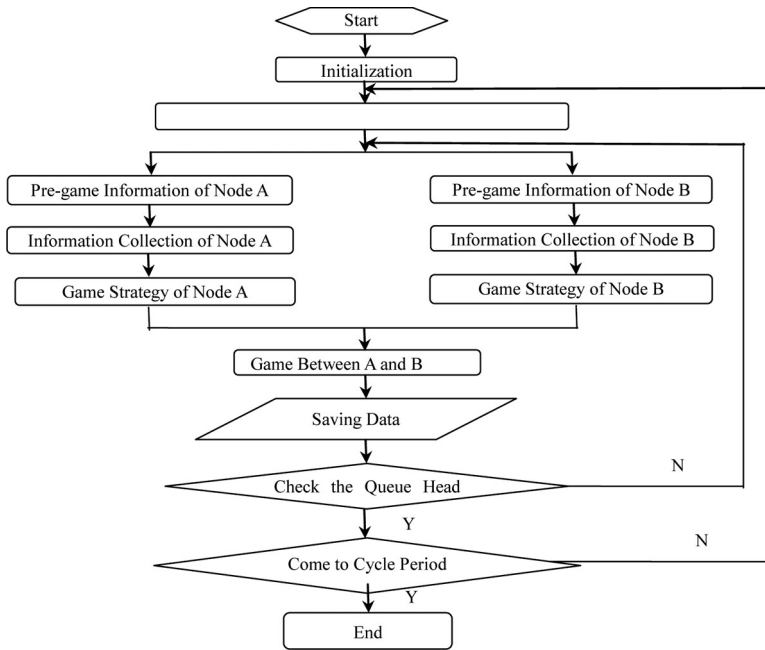 Start
Initialization
Pre-game Information of Node A
Pre-game Information of Node B
Information Collection of Node A
Information Collection of Node B
Game Strategy of Node A
Game Strategy of Node B
Game Between A and B
Saving Data
Check the Queue Head
N
Y
Come to Cycle Period
N
Y
End